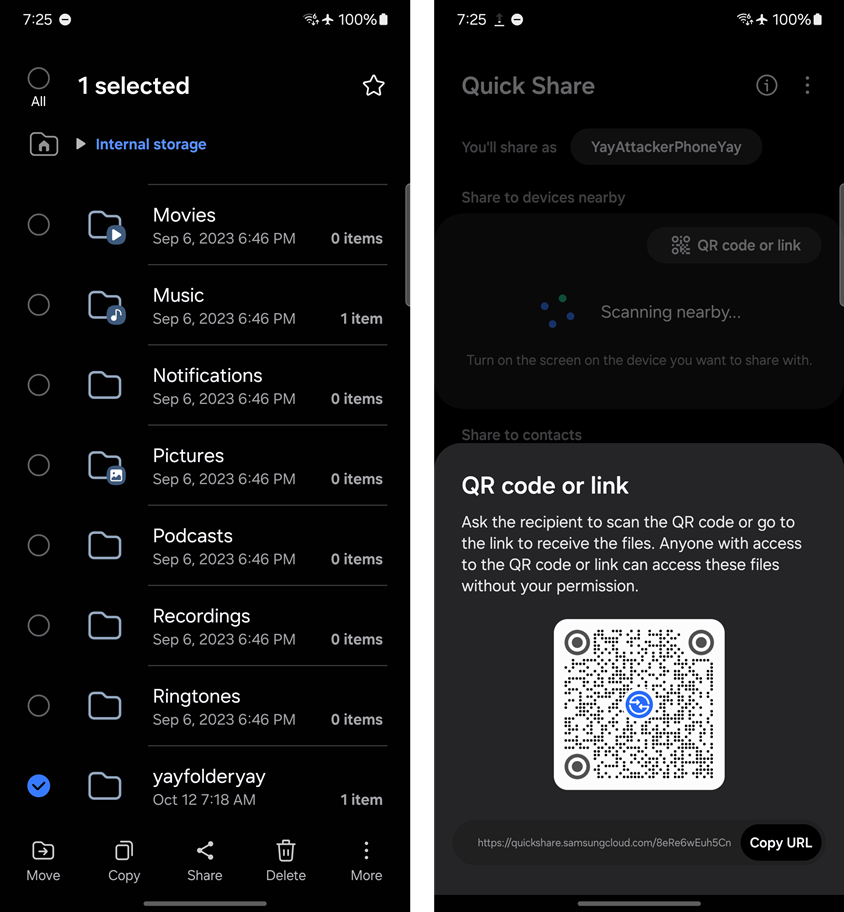 7:25
100%
1 selected
All
Internal storage
Movies
Sep 6, 2023 6:46 PM 0 items
Music
Sep 6, 2023 6:46 PM 1 item
Notifications
Sep 6, 2023 6:46 PM 0 items
Pictures
Sep 6, 2023 6:46 PM 0 items
Podcasts
Sep 6, 2023 6:46 PM 0 items
Recordings
Sep 6, 2023 6:46 PM 0 items
Ringtones
Sep 6, 2023 6:46 PM 0 items
yayfolderyay
Oct 12 7:18 AM 1 item
Move Copy Share Delete More
7:25
100%
Quick Share
You'll share as YayAttackerPhoneYay
Share to devices nearby
QR code or link
Scanning nearby...
Turn on the screen on the device you want to share with.
Share to contacts
QR code or link
Ask the recipient to scan the QR code or go to
the link to receive the files. Anyone with access
to the QR code or link can access these files
without your permission.
https://quickshare.samsungcloud.com/8eRe6wEuh5Cn
Copy URL